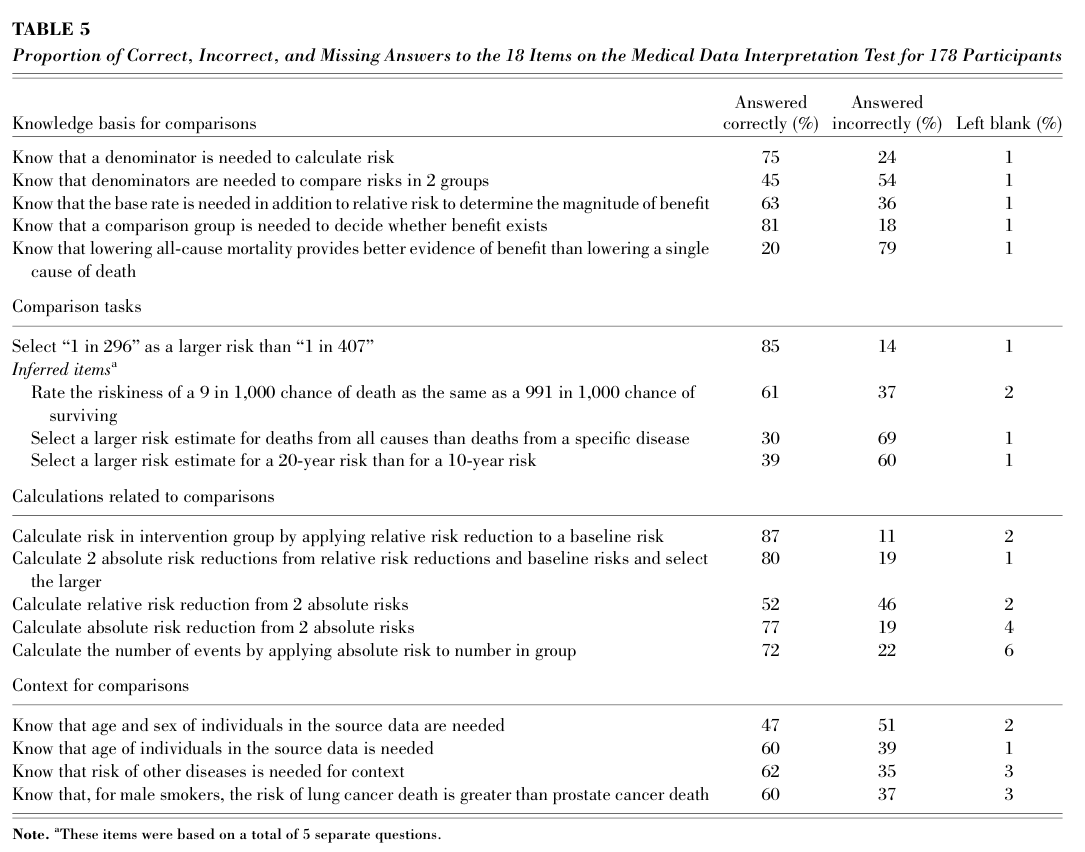 TABLE 5
Proportion of Correct, Incorrect, and Missing Answers to the 18 Items on the Medical Data Interpretation Test for 178 Participants
Answered Answered
Knowledge basis for comparisons correctly (%) incorrectly (%) Left blank (%)
Know that a denominator is needed to calculate risk 75 24 1
Know that denominators are needed to compare risks in 2 groups 45 54 1
Know that the base rate is needed in addition to relative risk to determine the magnitude of benefit 63 36 1
Know that a comparison group is needed to decide whether benefit exists 81 18 1
Know that lowering all-cause mortality provides better evidence of benefit than lowering a single 20 79 1
cause of death
Comparison tasks
Select “1 in 296” as a larger risk than “1 in 407” 85 14 1
Inferred itemsᵃ
Rate the riskiness of a 9 in 1,000 chance of death as the same as a 991 in 1,000 chance of 61 37 2
surviving
Select a larger risk estimate for deaths from all causes than deaths from a specific disease 30 69 1
Select a larger risk estimate for a 20-year risk than for a 10-year risk 39 60 1
Calculations related to comparisons
Calculate risk in intervention group by applying relative risk reduction to a baseline risk 87 11 2
Calculate 2 absolute risk reductions from relative risk reductions and baseline risks and select 80 19 1
the larger
Calculate relative risk reduction from 2 absolute risks 52 46 2
Calculate absolute risk reduction from 2 absolute risks 77 19 4
Calculate the number of events by applying absolute risk to number in group 72 22 6
Context for comparisons
Know that age and sex of individuals in the source data are needed 47 51 2
Know that age of individuals in the source data is needed 60 39 1
Know that risk of other diseases is needed for context 62 35 3
Know that, for male smokers, the risk of lung cancer death is greater than prostate cancer death 60 37 3
Note. ᵃThese items were based on a total of 5 separate questions.